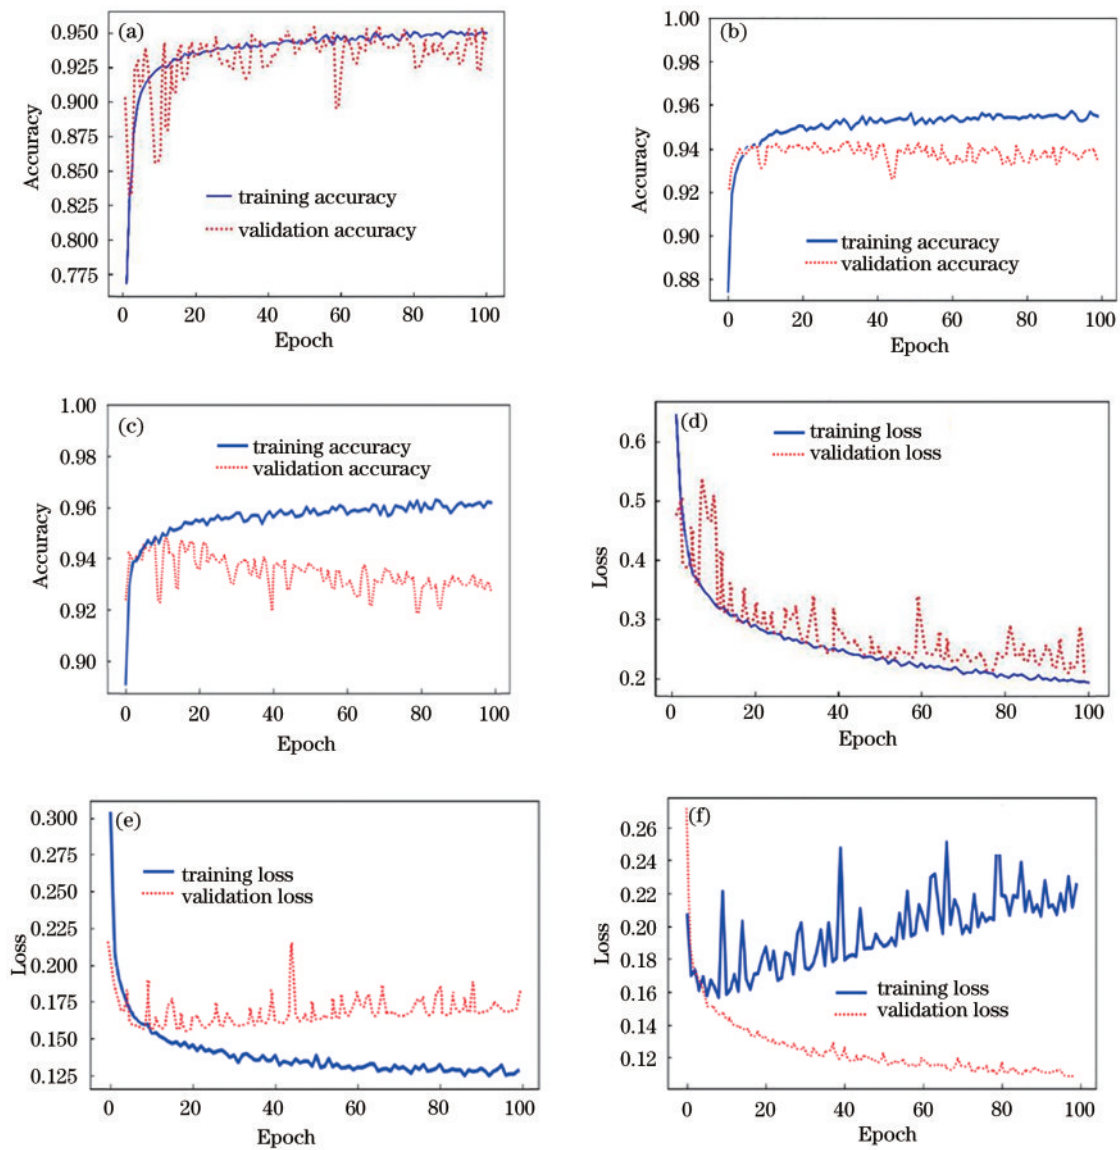 (a)
0.950
0.925
0.900
0.875
0.850
0.825
0.800
0.775
Accuracy
training accuracy
validation accuracy
0 20 40 60 80 100
Epoch
(b)
1.00
0.98
0.96
0.94
0.92
0.90
0.88
Accuracy
training accuracy
validation accuracy
0 20 40 60 80 100
Epoch
(c)
1.00
0.98
0.96
0.94
0.92
0.90
Accuracy
training accuracy
validation accuracy
0 20 40 60 80 100
Epoch
(d)
0.6
0.5
0.4
0.3
0.2
Loss
training loss
validation loss
0 20 40 60 80 100
Epoch
(e)
0.300
0.275
0.250
0.225
0.200
0.175
0.150
0.125
Loss
training loss
validation loss
0 20 40 60 80 100
Epoch
(f)
0.26
0.24
0.22
0.20
0.18
0.16
0.14
0.12
Loss
training loss
validation loss
0 20 40 60 80 100
Epoch